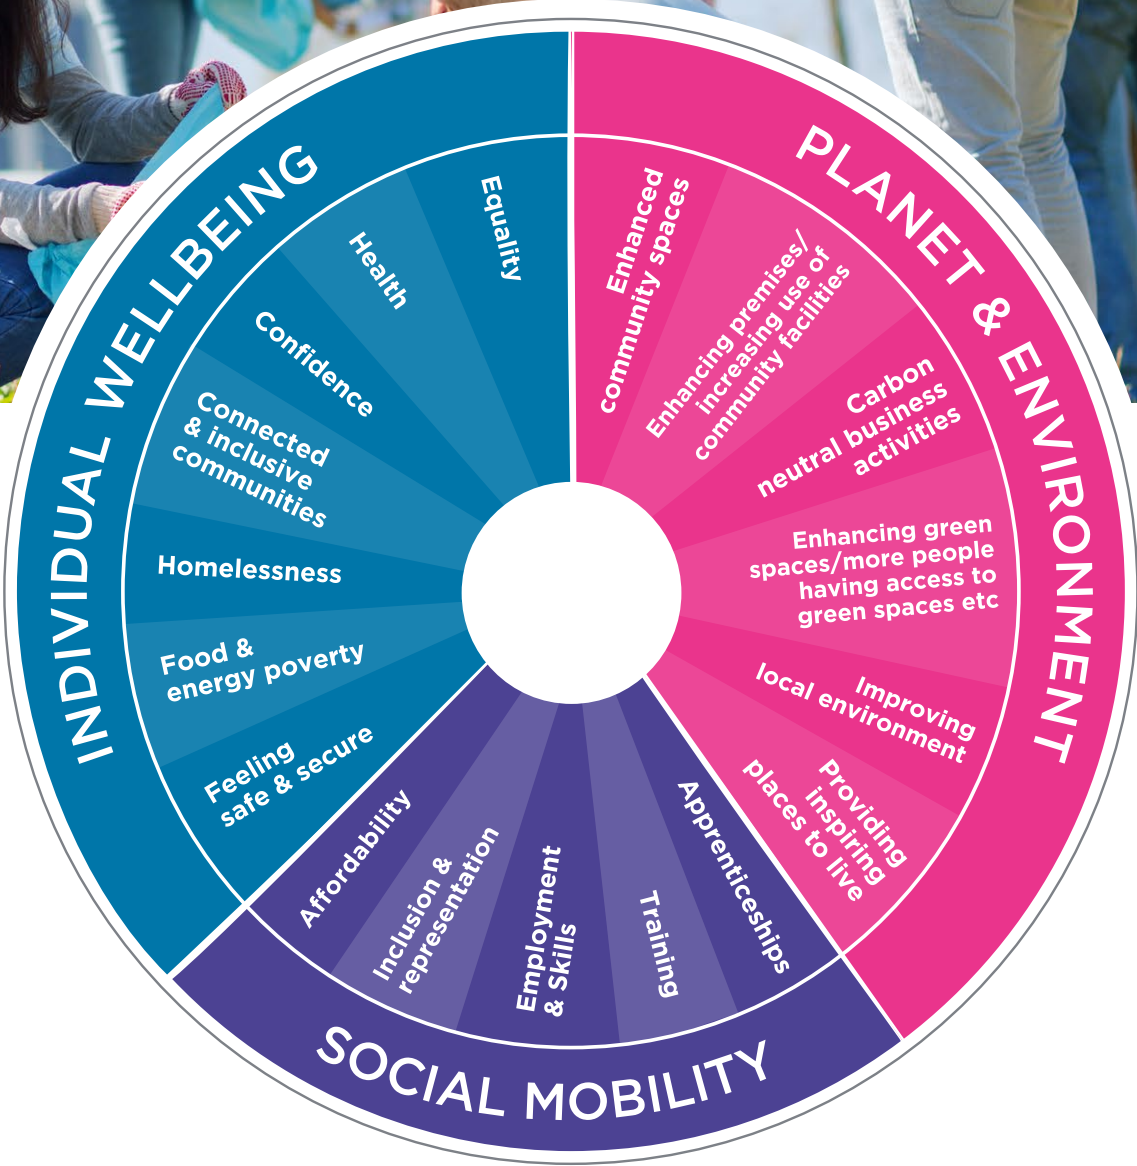 PLANET & ENVIRONMENT
Enhanced
community spaces
Enhancing premises/
increasing use of
community facilities
Carbon
neutral business
activities
Enhancing green
spaces/more people
having access to
green spaces etc
Improving
local environment
Providing
inspiring
places to live
SOCIAL MOBILITY
Apprenticeships
Training
Employment
& Skills
Inclusion &
representation
Affordability
INDIVIDUAL WELLBEING
Feeling
safe & secure
Food &
energy poverty
Homelessness
Connected
& inclusive
communities
Confidence
Health
Equality